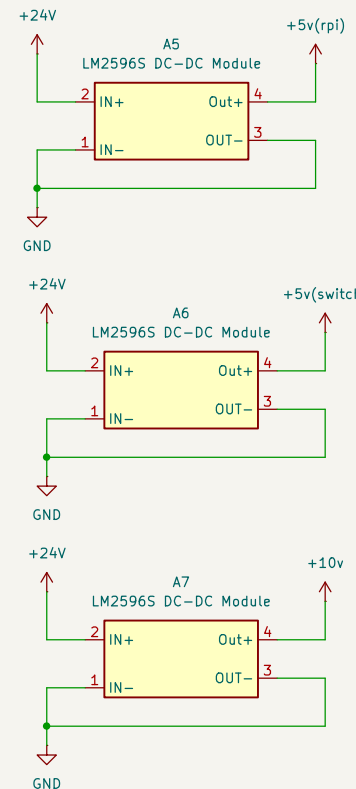 +24V
+5v(rpi)
A5
LM2596S DC-DC Module
2 IN+ Out+ 4
1 IN- OUT- 3
GND
+24V
+5v(switch
A6
LM2596S DC-DC Module
2 IN+ Out+ 4
1 IN- OUT- 3
GND
+24V
+10v
A7
LM2596S DC-DC Module
2 IN+ Out+ 4
1 IN- OUT- 3
GND